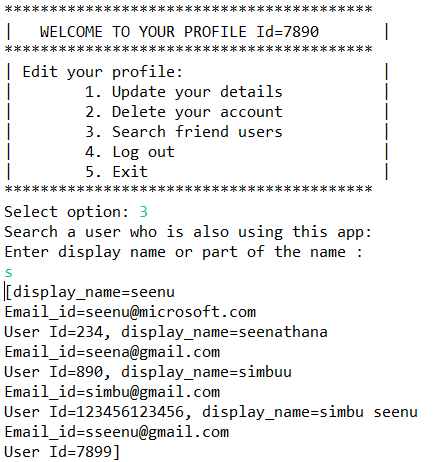 *****************************************
|   WELCOME TO YOUR PROFILE Id=7890       |
*****************************************
| Edit your profile:                      |
|        1. Update your details           |
|        2. Delete your account           |
|        3. Search friend users           |
|        4. Log out                       |
|        5. Exit                          |
*****************************************
Select option: 3
Search a user who is also using this app:
Enter display name or part of the name :
s
[display_name=seenu
Email_id=seenu@microsoft.com
User Id=234, display_name=seenathana
Email_id=seena@gmail.com
User Id=890, display_name=simbuu
Email_id=simbu@gmail.com
User Id=123456123456, display_name=simbu seenu
Email_id=sseenu@gmail.com
User Id=7899]